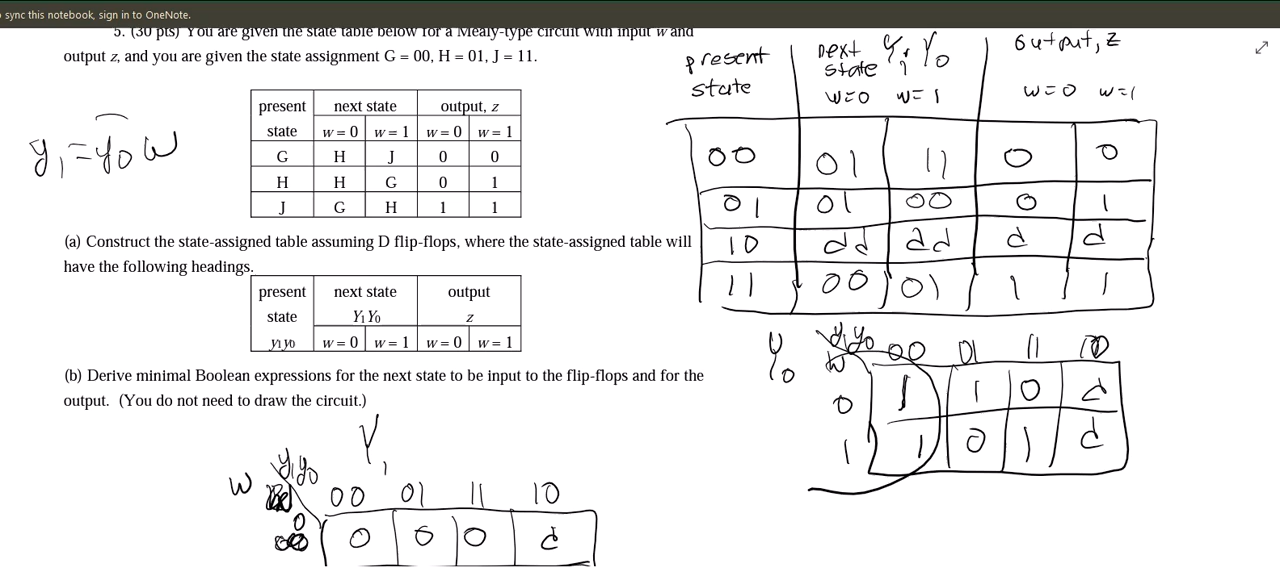 sync this notebook, sign in to OneNote.
5. (30 pts) You are given the state table below for a Mealy-type circuit with input w and
output z, and you are given the state assignment G = 00, H = 01, J = 11.
present next state output, z
state w = 0 w = 1 w = 0 w = 1
G H J 0 0
H H G 0 1
J G H 1 1
(a) Construct the state-assigned table assuming D flip-flops, where the state-assigned table will
have the following headings.
present next state output
state Y₁ Y₀ z
y₁y₀ w = 0 w = 1 w = 0 w = 1
(b) Derive minimal Boolean expressions for the next state to be input to the flip-flops and for the
output. (You do not need to draw the circuit.)
y₁ = y̅₀ w
present next Y₁ Y₀ output, z
state state
w=0 w=1 w=0 w=1
00 01 11 0 0
01 01 00 0 1
10 dd dd d d
11 00 01 1 1
Y₀
y₁y₀ 00 01 11 10
w
0 1 1 0 d
1 1 0 1 d
Y₁
y₁y₀
w 00 01 11 10
0 0 0 0 d